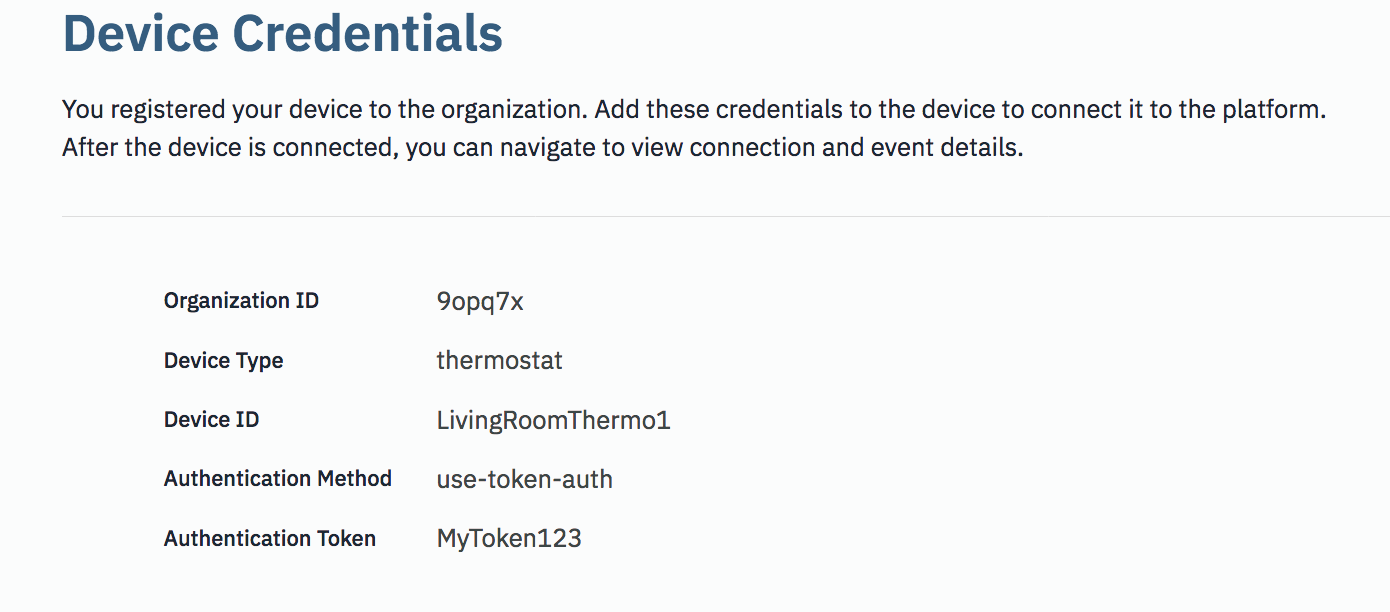 Device Credentials
You registered your device to the organization. Add these credentials to the device to connect it to the platform.
After the device is connected, you can navigate to view connection and event details.
Organization ID 9opq7x
Device Type thermostat
Device ID LivingRoomThermo1
Authentication Method use-token-auth
Authentication Token MyToken123